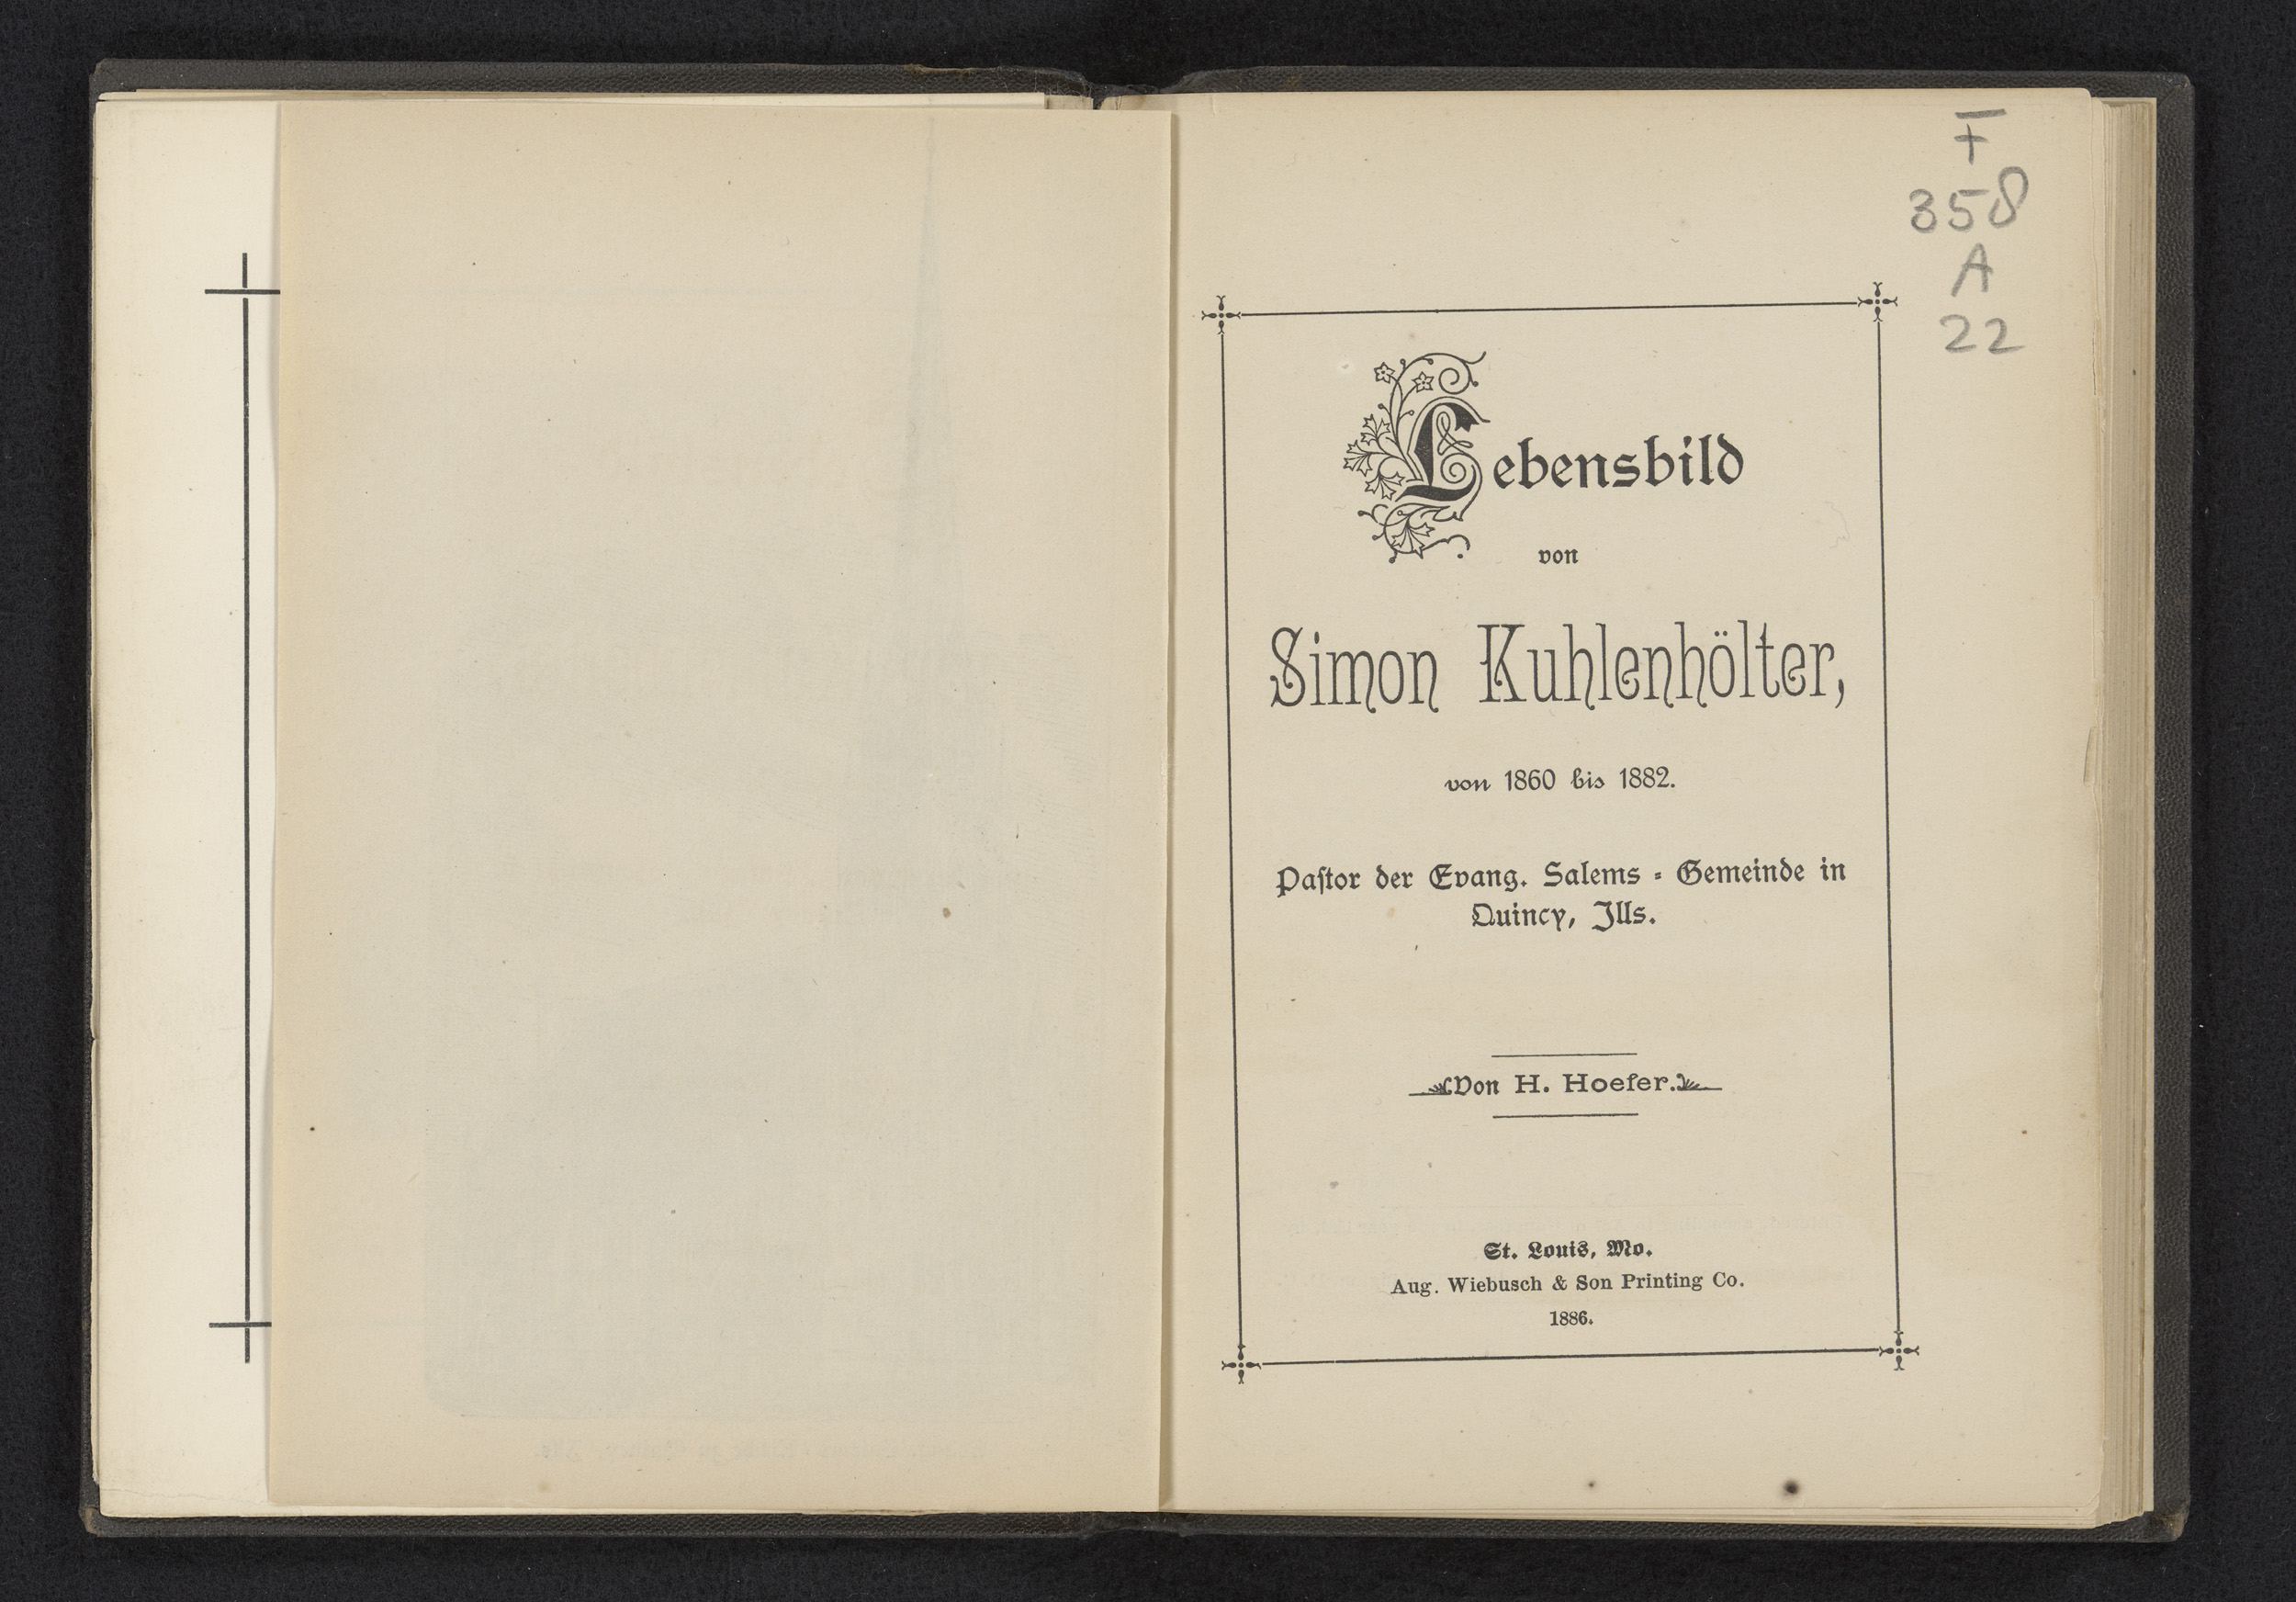 F
358
A
22
Lebensbild
von
Simon Kuhlenhölter,
von 1860 bis 1882.
Paſtor der Evang. Salems - Gemeinde in
Quincy, Ills.
Von H. Hoefer.
St. Louis, Mo.
Aug. Wiebusch & Son Printing Co.
1886.